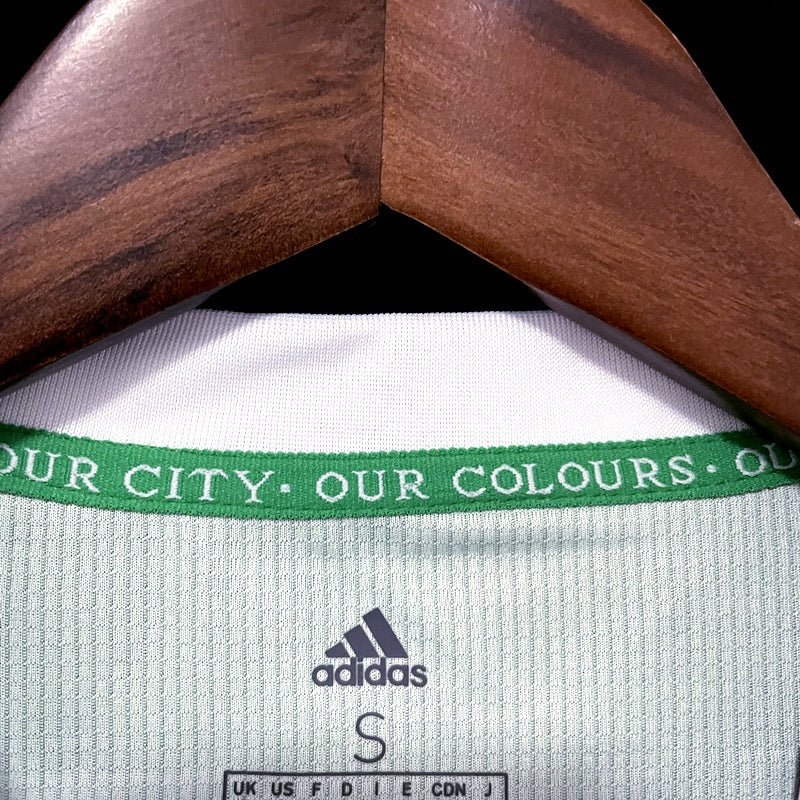 OUR CITY · OUR COLOURS ·
adidas
S
UK US F D I E CDN J